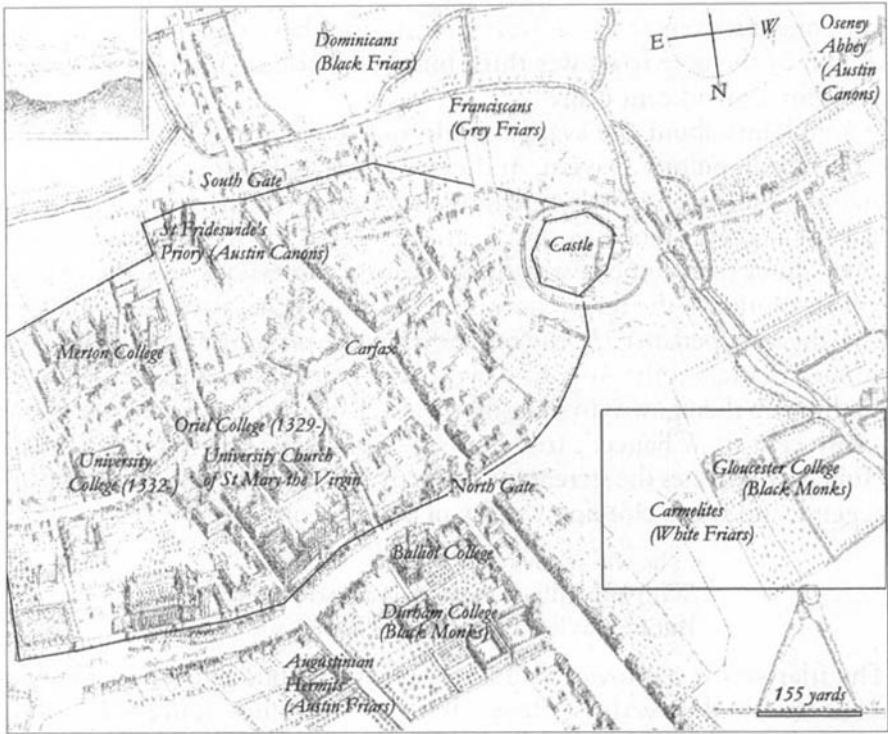 Dominicans
(Black Friars)
E
W
N
Oseney
Abbey
(Austin
Canons)
Franciscans
(Grey Friars)
South Gate
St Frideswide's
Priory (Austin Canons)
Castle
Merton College
Carfax
Oriel College (1329-)
University
College (1332-)
University Church
of St Mary the Virgin
North Gate
Gloucester College
(Black Monks)
Carmelites
(White Friars)
Balliol College
Durham College
(Black Monks)
Augustinian
Hermits
(Austin Friars)
155 yards